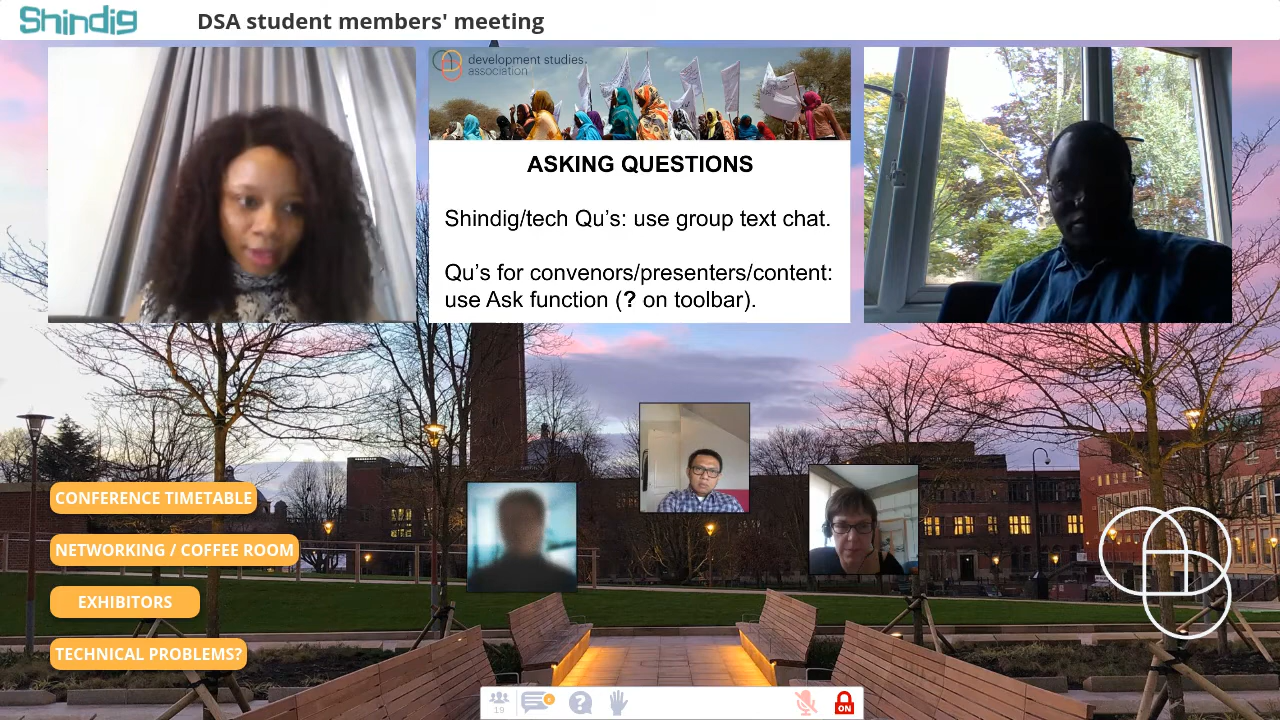 Shindig
DSA student members' meeting
development studies
association
ASKING QUESTIONS
Shindig/tech Qu’s: use group text chat.
Qu’s for convenors/presenters/content:
use Ask function (? on toolbar).
CONFERENCE TIMETABLE
NETWORKING / COFFEE ROOM
EXHIBITORS
TECHNICAL PROBLEMS?
19
?
ON